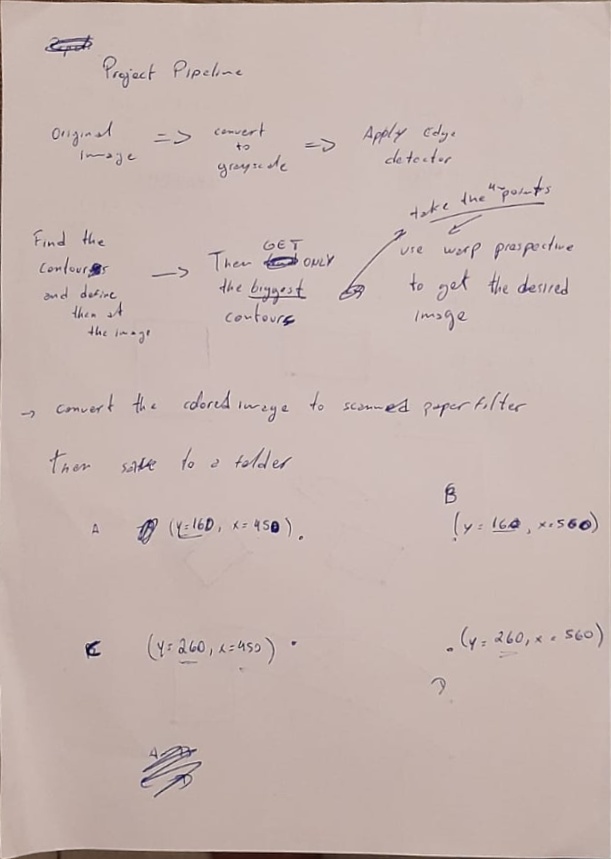 Project Pipeline
Original image => convert to grayscale => Apply Edge detector
take the 4 points
Find the contours and define them at the image → Then GET ONLY the biggest contours
use warp prespective to get the desired image
→ convert the colored image to scanned paper filter
Then save to a folder
A (y=160, x=450).
B
(y=160, x=560)
C (y=260, x=450) .
. (y=260, x=560)